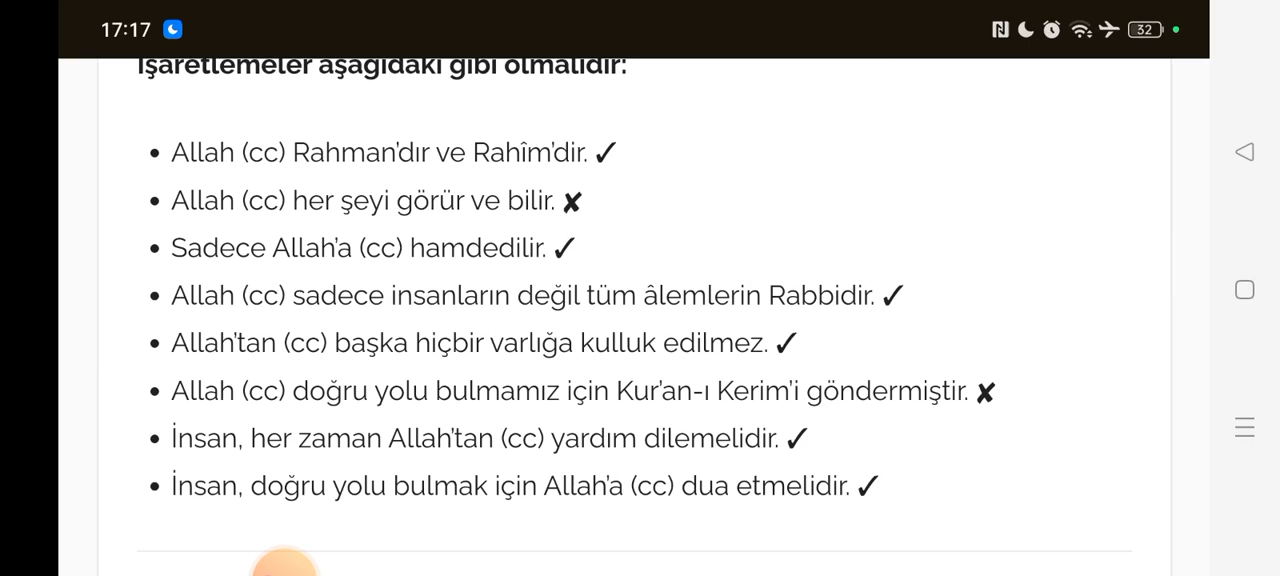 17:17
32
İşaretlemeler aşağıdaki gibi olmalıdır:
• Allah (cc) Rahman'dır ve Rahîm'dir. ✓
• Allah (cc) her şeyi görür ve bilir. ✘
• Sadece Allah'a (cc) hamdedilir. ✓
• Allah (cc) sadece insanların değil tüm âlemlerin Rabbidir. ✓
• Allah'tan (cc) başka hiçbir varlığa kulluk edilmez. ✓
• Allah (cc) doğru yolu bulmamız için Kur'an-ı Kerim'i göndermiştir. ✘
• İnsan, her zaman Allah'tan (cc) yardım dilemelidir. ✓
• İnsan, doğru yolu bulmak için Allah'a (cc) dua etmelidir. ✓